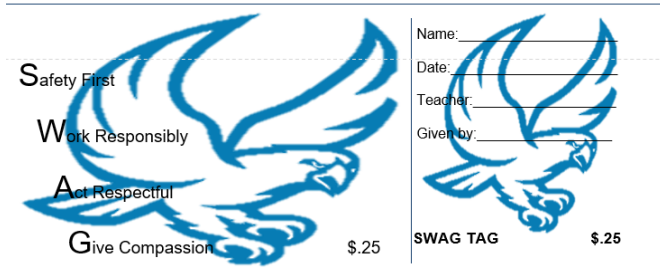 Safety First
Work Responsibly
Act Respectful
Give Compassion
$.25
Name:
Date:
Teacher:
Given by:
SWAG TAG $.25